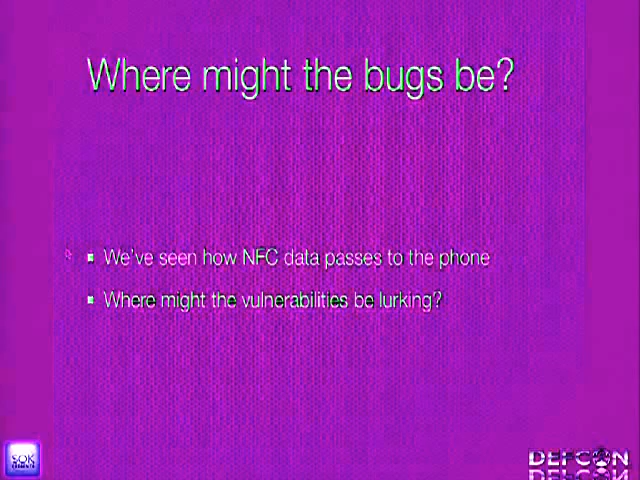 Where might the bugs be?
We've seen how NFC data passes to the phone
Where might the vulnerabilities be lurking?
SOK
DEFCON